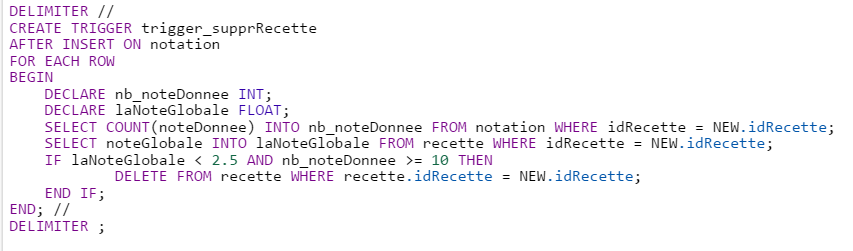 DELIMITER //
CREATE TRIGGER trigger_supprRecette
AFTER INSERT ON notation
FOR EACH ROW
BEGIN
    DECLARE nb_noteDonnee INT;
    DECLARE laNoteGlobale FLOAT;
    SELECT COUNT(noteDonnee) INTO nb_noteDonnee FROM notation WHERE idRecette = NEW.idRecette;
    SELECT noteGlobale INTO laNoteGlobale FROM recette WHERE idRecette = NEW.idRecette;
    IF laNoteGlobale < 2.5 AND nb_noteDonnee >= 10 THEN
            DELETE FROM recette WHERE recette.idRecette = NEW.idRecette;
    END IF;
END; //
DELIMITER ;